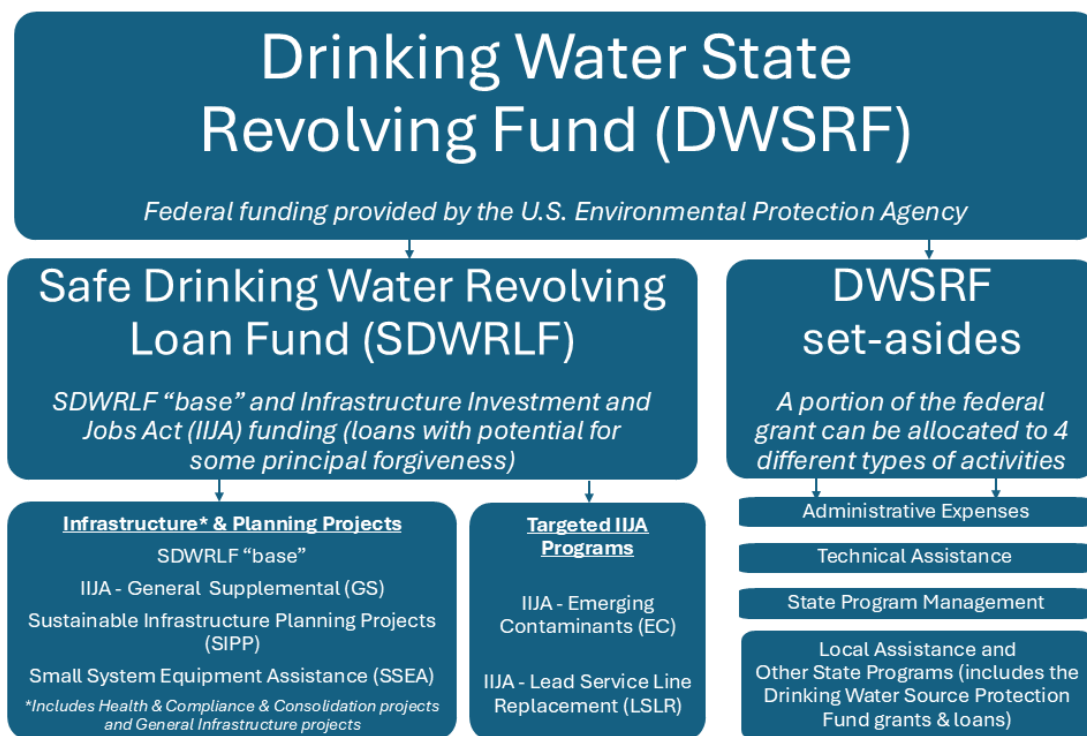 Drinking Water State
Revolving Fund (DWSRF)
Federal funding provided by the U.S. Environmental Protection Agency
Safe Drinking Water Revolving
Loan Fund (SDWRLF)
SDWRLF “base” and Infrastructure Investment and
Jobs Act (IIJA) funding (loans with potential for
some principal forgiveness)
DWSRF
set-asides
A portion of the federal
grant can be allocated to 4
different types of activities
Infrastructure* & Planning Projects
SDWRLF “base”
IIJA - General Supplemental (GS)
Sustainable Infrastructure Planning Projects
(SIPP)
Small System Equipment Assistance (SSEA)
*Includes Health & Compliance & Consolidation projects
and General Infrastructure projects
Targeted IIJA
Programs
IIJA - Emerging
Contaminants (EC)
IIJA - Lead Service Line
Replacement (LSLR)
Administrative Expenses
Technical Assistance
State Program Management
Local Assistance and
Other State Programs (includes the
Drinking Water Source Protection
Fund grants & loans)